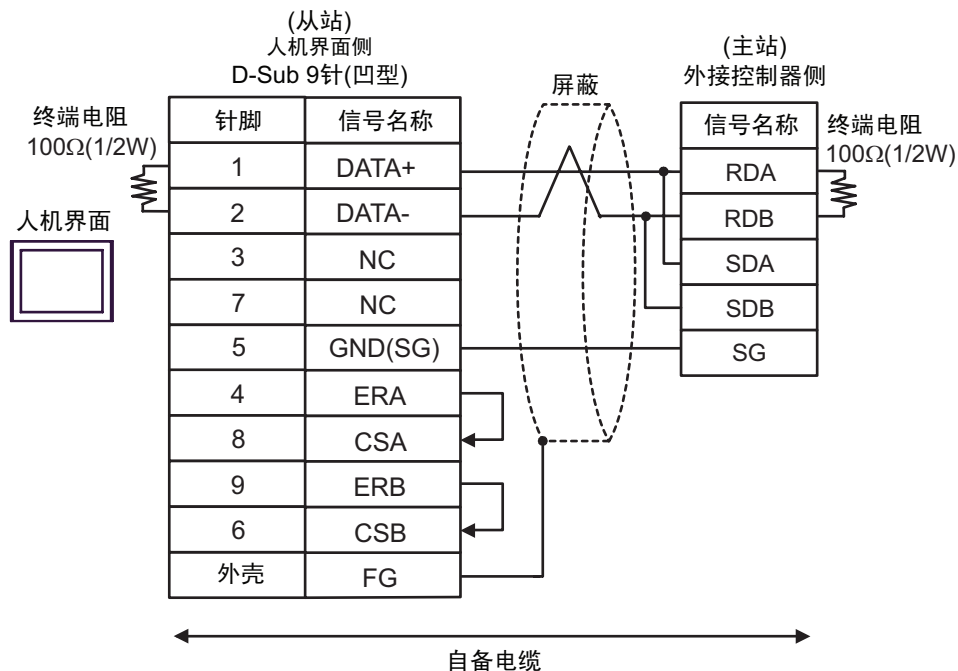 (从站)
人机界面侧
D-Sub 9针(凹型)
(主站)
外接控制器侧
屏蔽
终端电阻
100Ω(1/2W)
人机界面
针脚 信号名称
1 DATA+
2 DATA-
3 NC
7 NC
5 GND(SG)
4 ERA
8 CSA
9 ERB
6 CSB
外壳 FG
信号名称
RDA
RDB
SDA
SDB
SG
终端电阻
100Ω(1/2W)
自备电缆